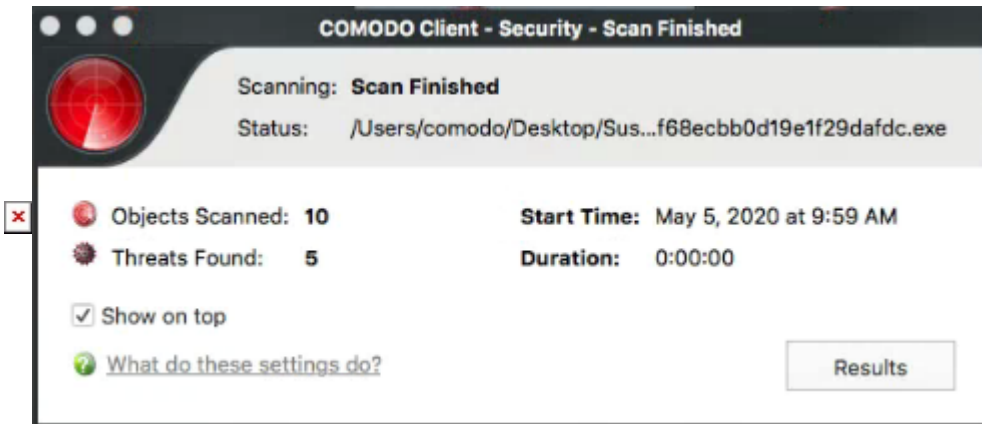 COMODO Client - Security - Scan Finished
Scanning: Scan Finished
Status: /Users/comodo/Desktop/Sus...f68ecbb0d19e1f29dafdc.exe
Objects Scanned: 10 Start Time: May 5, 2020 at 9:59 AM
Threats Found: 5 Duration: 0:00:00
Show on top
What do these settings do?
Results